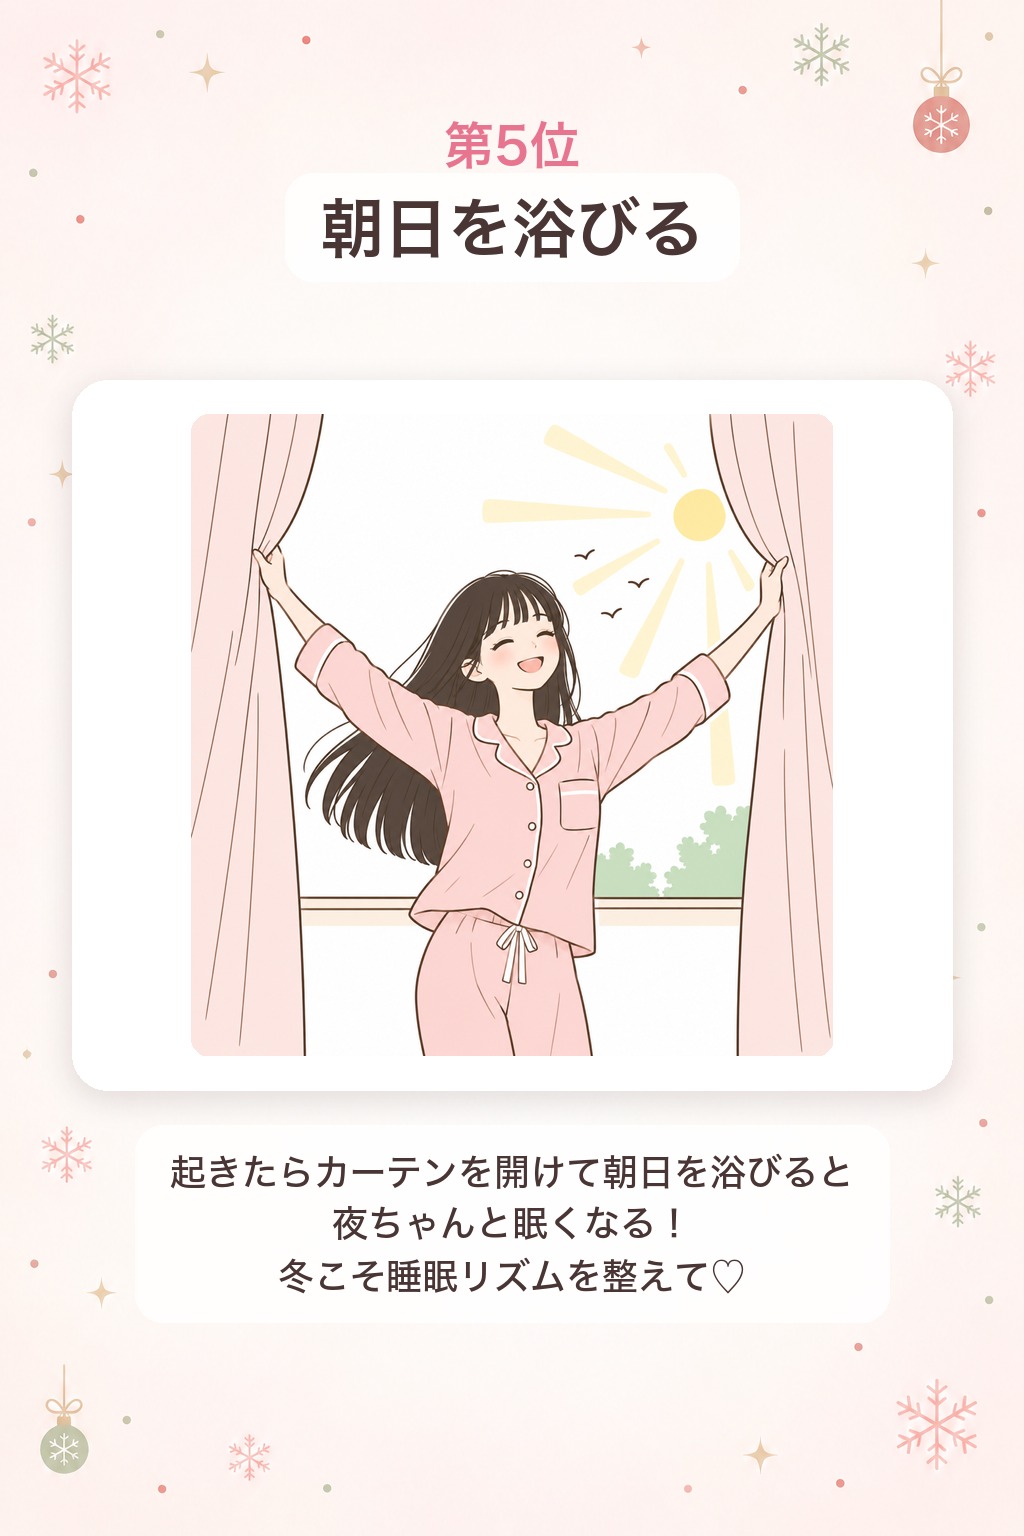 第5位
朝日を浴びる
起きたらカーテンを開けて朝日を浴びると
夜ちゃんと眠くなる！
冬こそ睡眠リズムを整えて♡